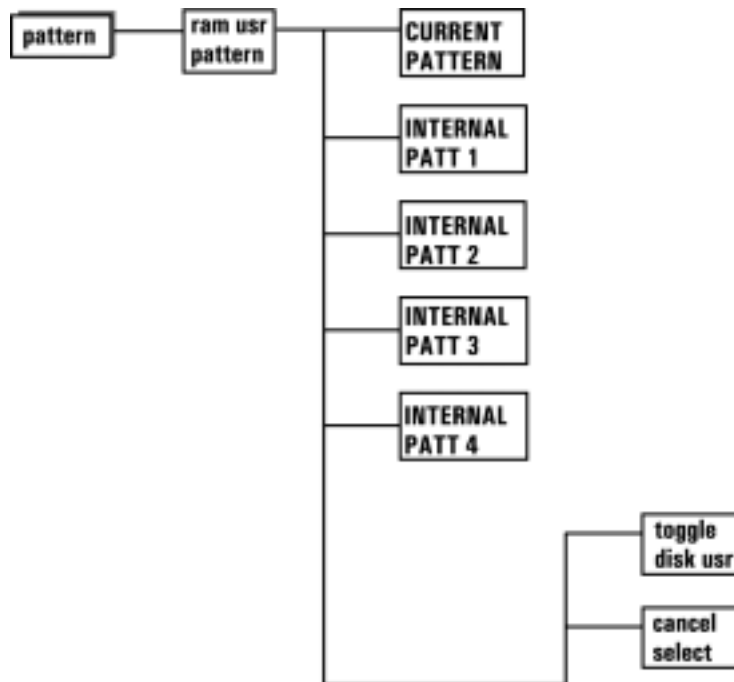 pattern
ram usr
pattern
CURRENT
PATTERN
INTERNAL
PATT 1
INTERNAL
PATT 2
INTERNAL
PATT 3
INTERNAL
PATT 4
toggle
disk usr
cancel
select